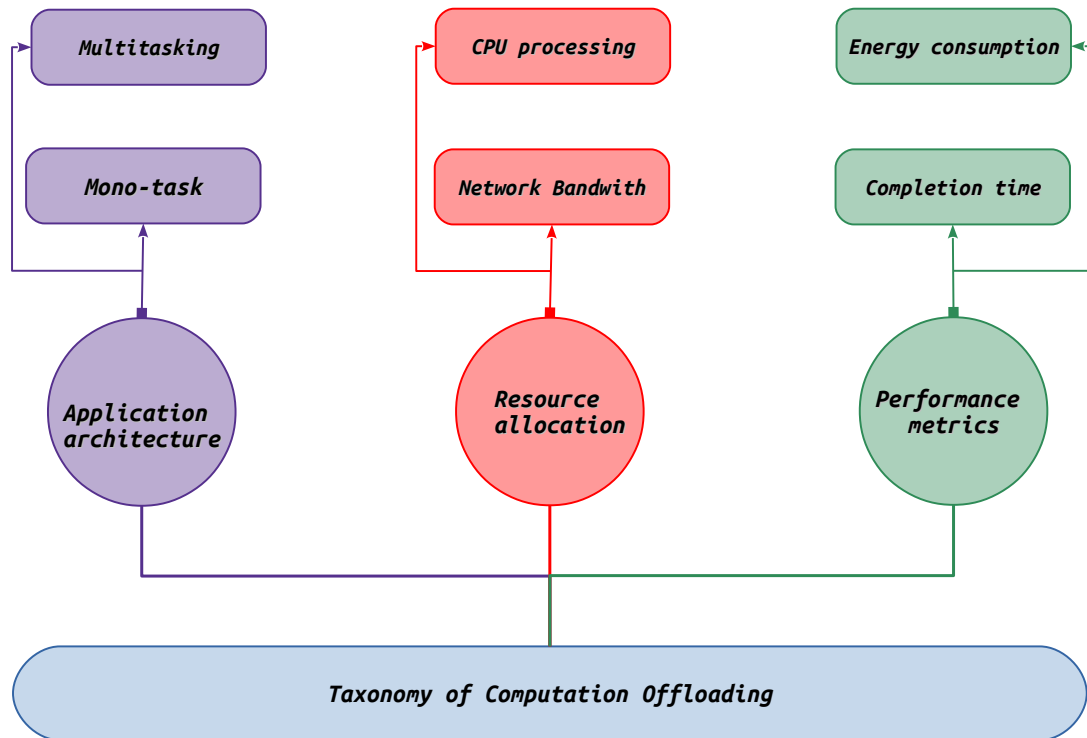 Multitasking
CPU processing
Energy consumption
Mono-task
Network Bandwith
Completion time
Application
architecture
Resource
allocation
Performance
metrics
Taxonomy of Computation Offloading